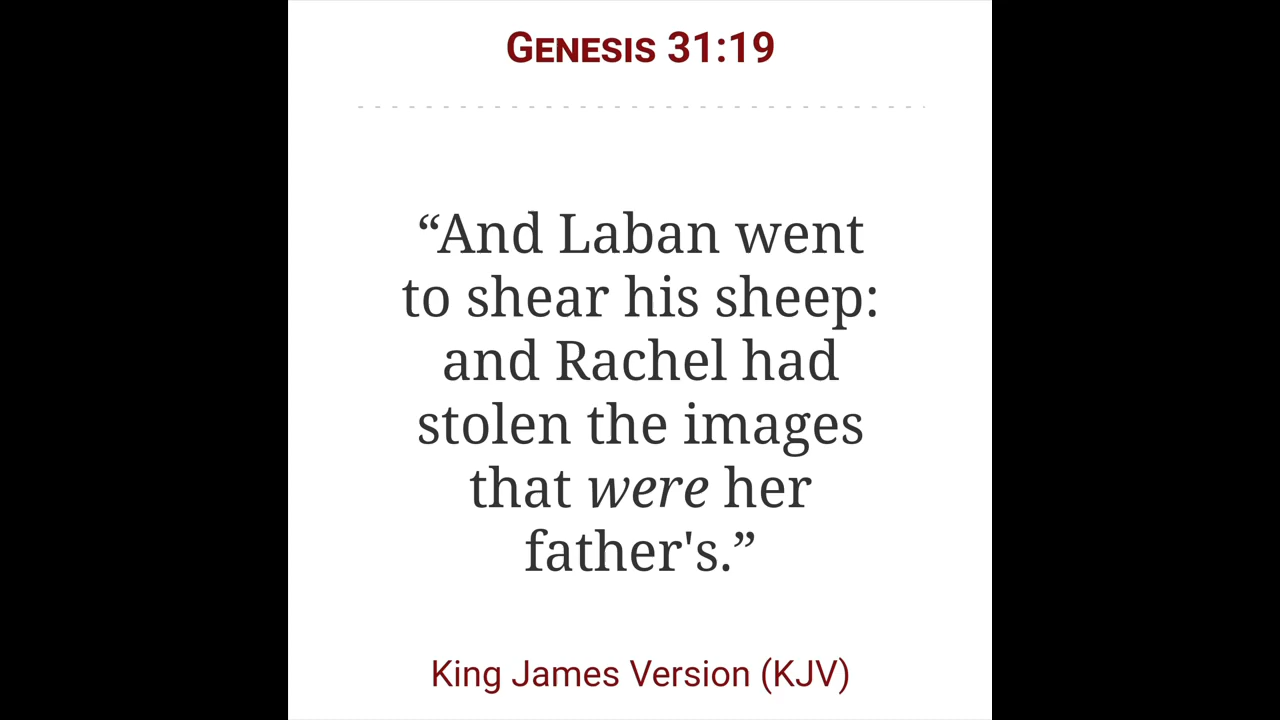 Genesis 31:19
“And Laban went
to shear his sheep:
and Rachel had
stolen the images
that were her
father's.”
King James Version (KJV)